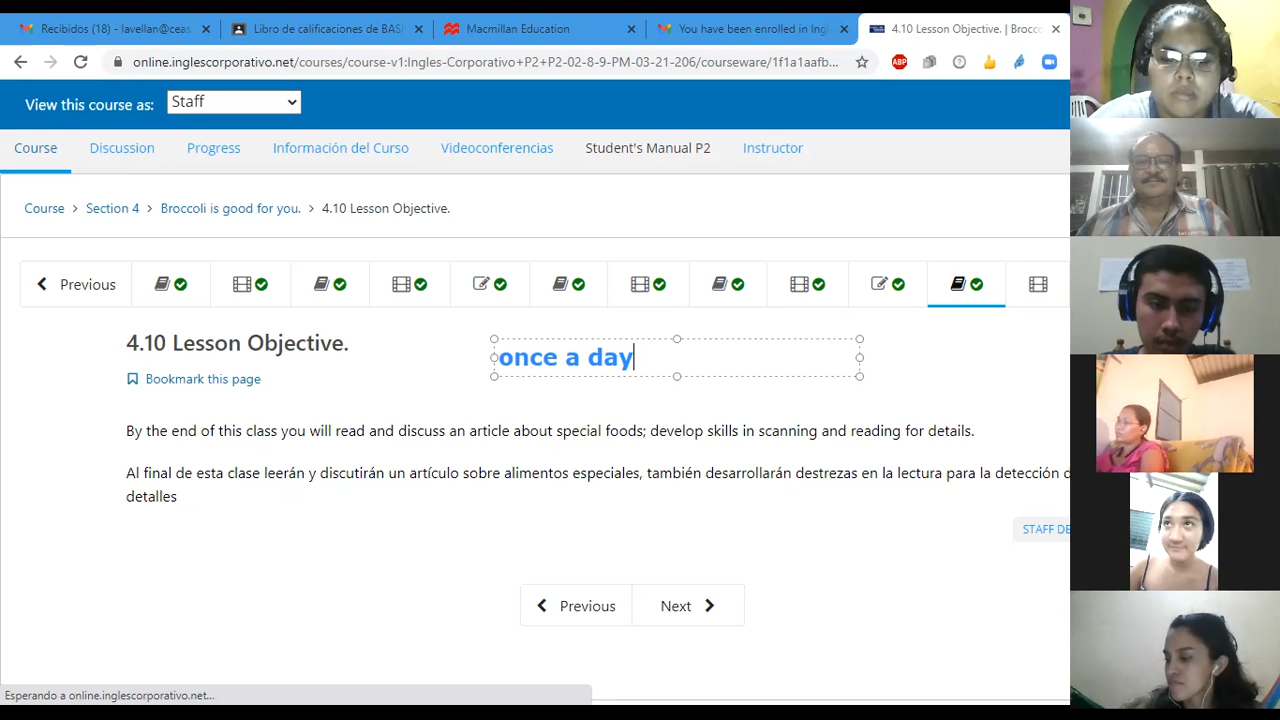 Recibidos (18) - lavellan@ceas
Libro de calificaciones de BASI
Macmillan Education
You have been enrolled in Ingl
4.10 Lesson Objective. | Brocco
online.inglescorporativo.net/courses/course-v1:Ingles-Corporativo+P2+P2-02-8-9-PM-03-21-206/courseware/1f1a1aafb...
ABP
View this course as:
Staff
Course
Discussion
Progress
Información del Curso
Videoconferencias
Student's Manual P2
Instructor
Course > Section 4 > Broccoli is good for you. > 4.10 Lesson Objective.
Previous
4.10 Lesson Objective.
once a day
Bookmark this page
By the end of this class you will read and discuss an article about special foods; develop skills in scanning and reading for details.
Al final de esta clase leerán y discutirán un artículo sobre alimentos especiales, también desarrollarán destrezas en la lectura para la detección d
detalles
STAFF DE
Previous
Next
Esperando a online.inglescorporativo.net...